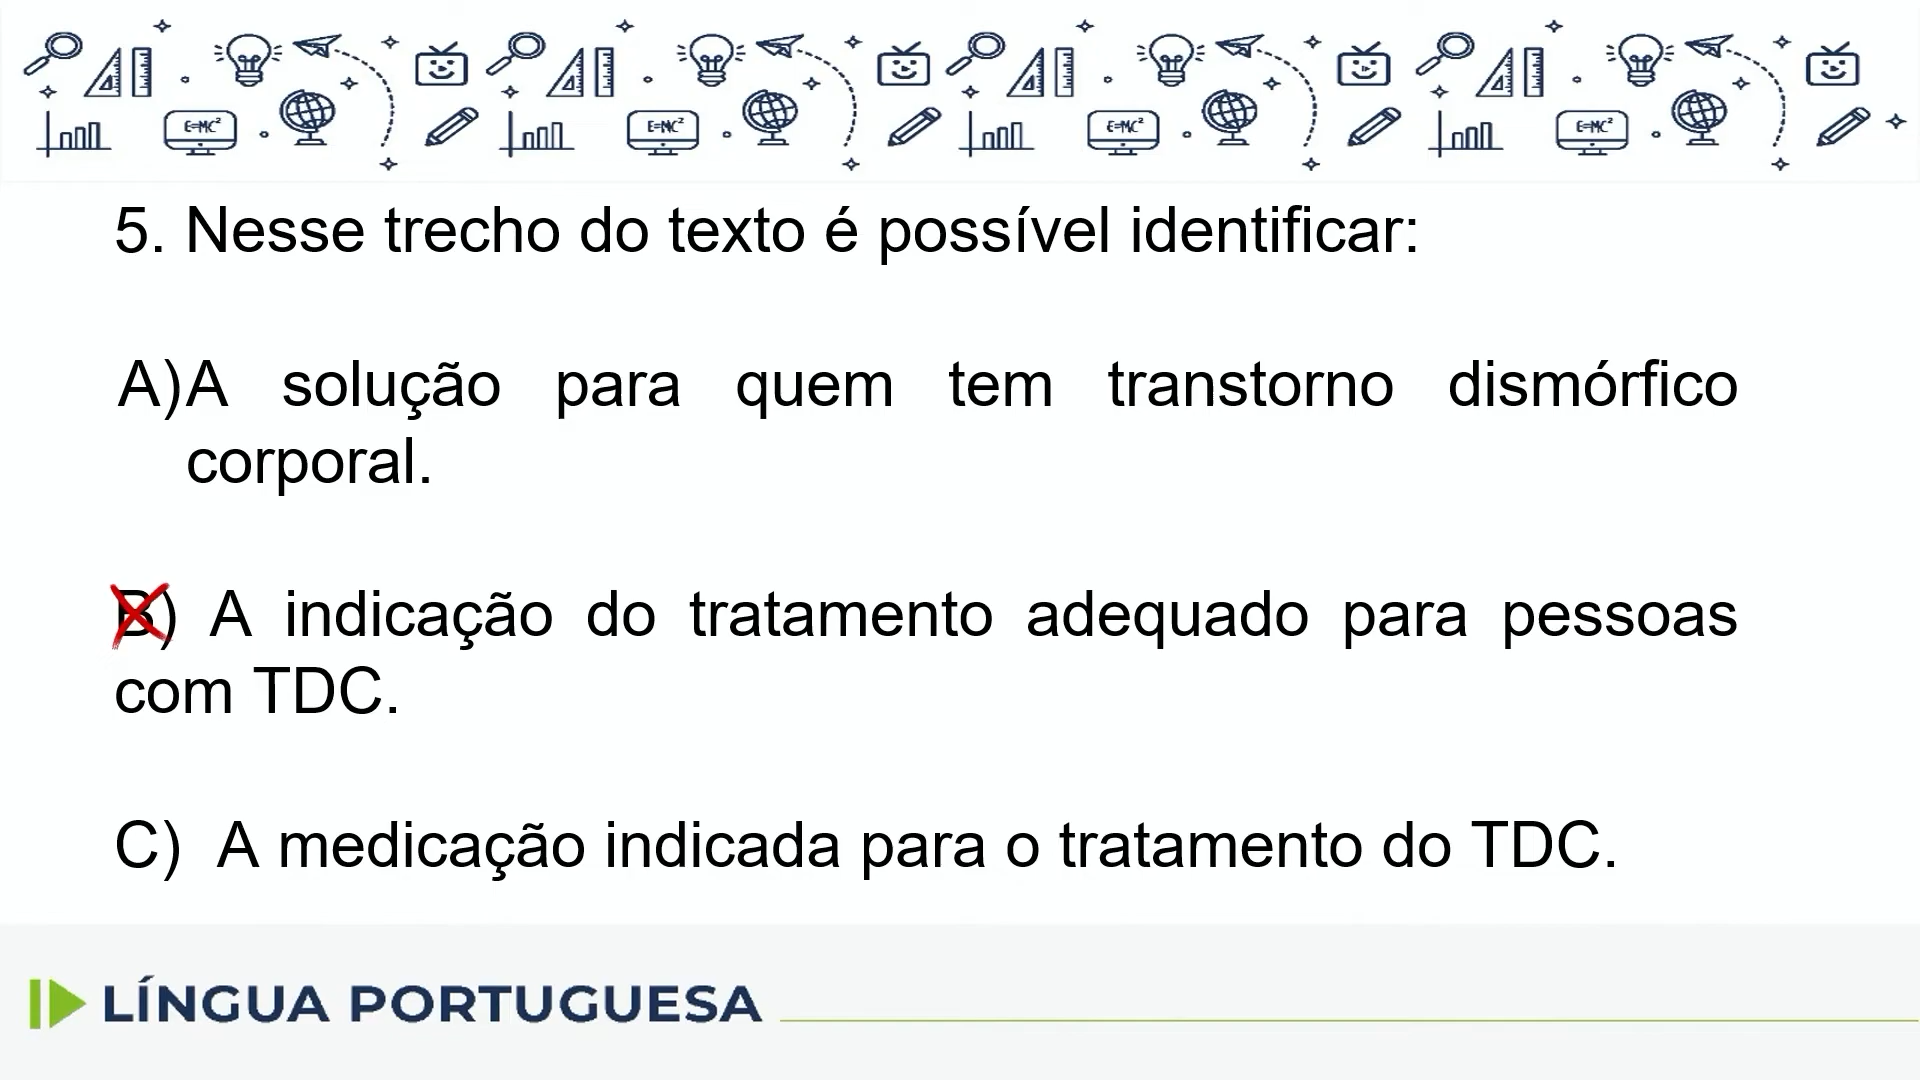 E=MC² E=MC² E=MC² E=MC²
5. Nesse trecho do texto é possível identificar:
A)A solução para quem tem transtorno dismórfico
corporal.
B) A indicação do tratamento adequado para pessoas
com TDC.
C) A medicação indicada para o tratamento do TDC.
LÍNGUA PORTUGUESA